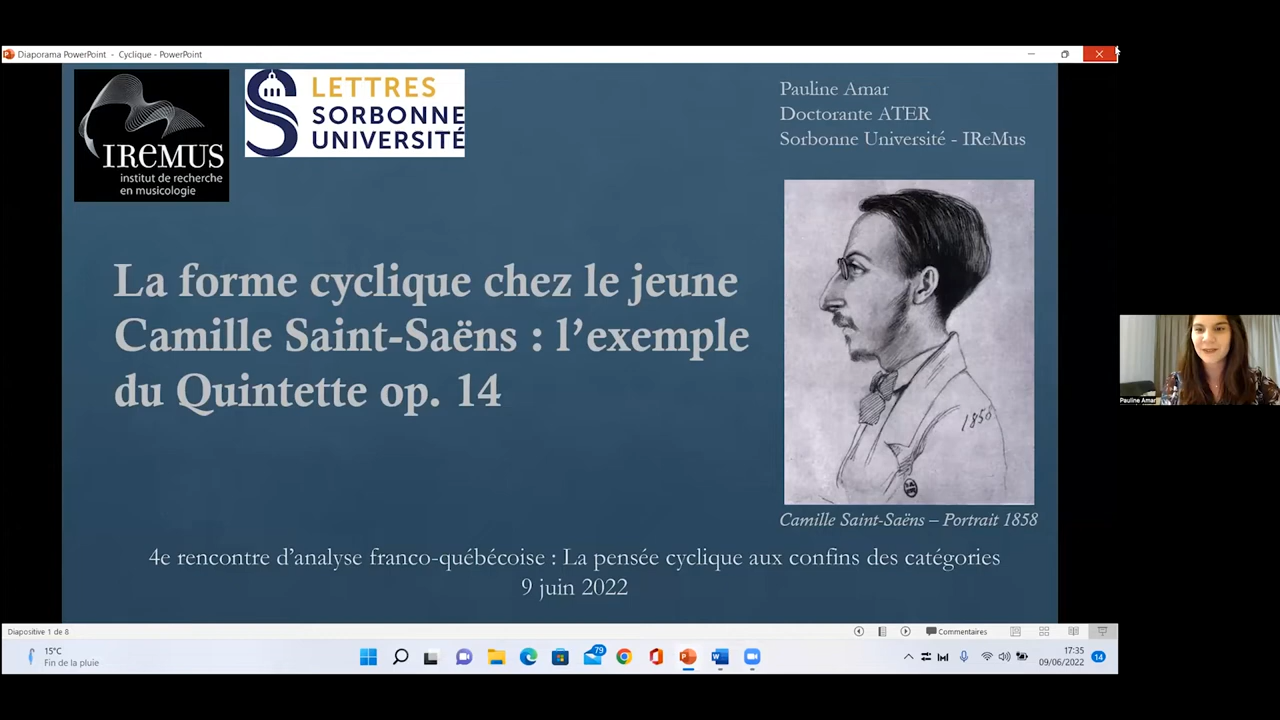 Diaporama PowerPoint - Cyclique - PowerPoint
IReMUS
institut de recherche
en musicologie
LETTRES
SORBONNE
UNIVERSITÉ
Pauline Amar
Doctorante ATER
Sorbonne Université - IReMus
La forme cyclique chez le jeune
Camille Saint-Saëns : l’exemple
du Quintette op. 14
1858
Camille Saint-Saëns – Portrait 1858
Pauline Amar
4e rencontre d’analyse franco-québécoise : La pensée cyclique aux confins des catégories
9 juin 2022
Diapositive 1 de 8
Commentaires
15°C
Fin de la pluie
79
17:35
09/06/2022
14